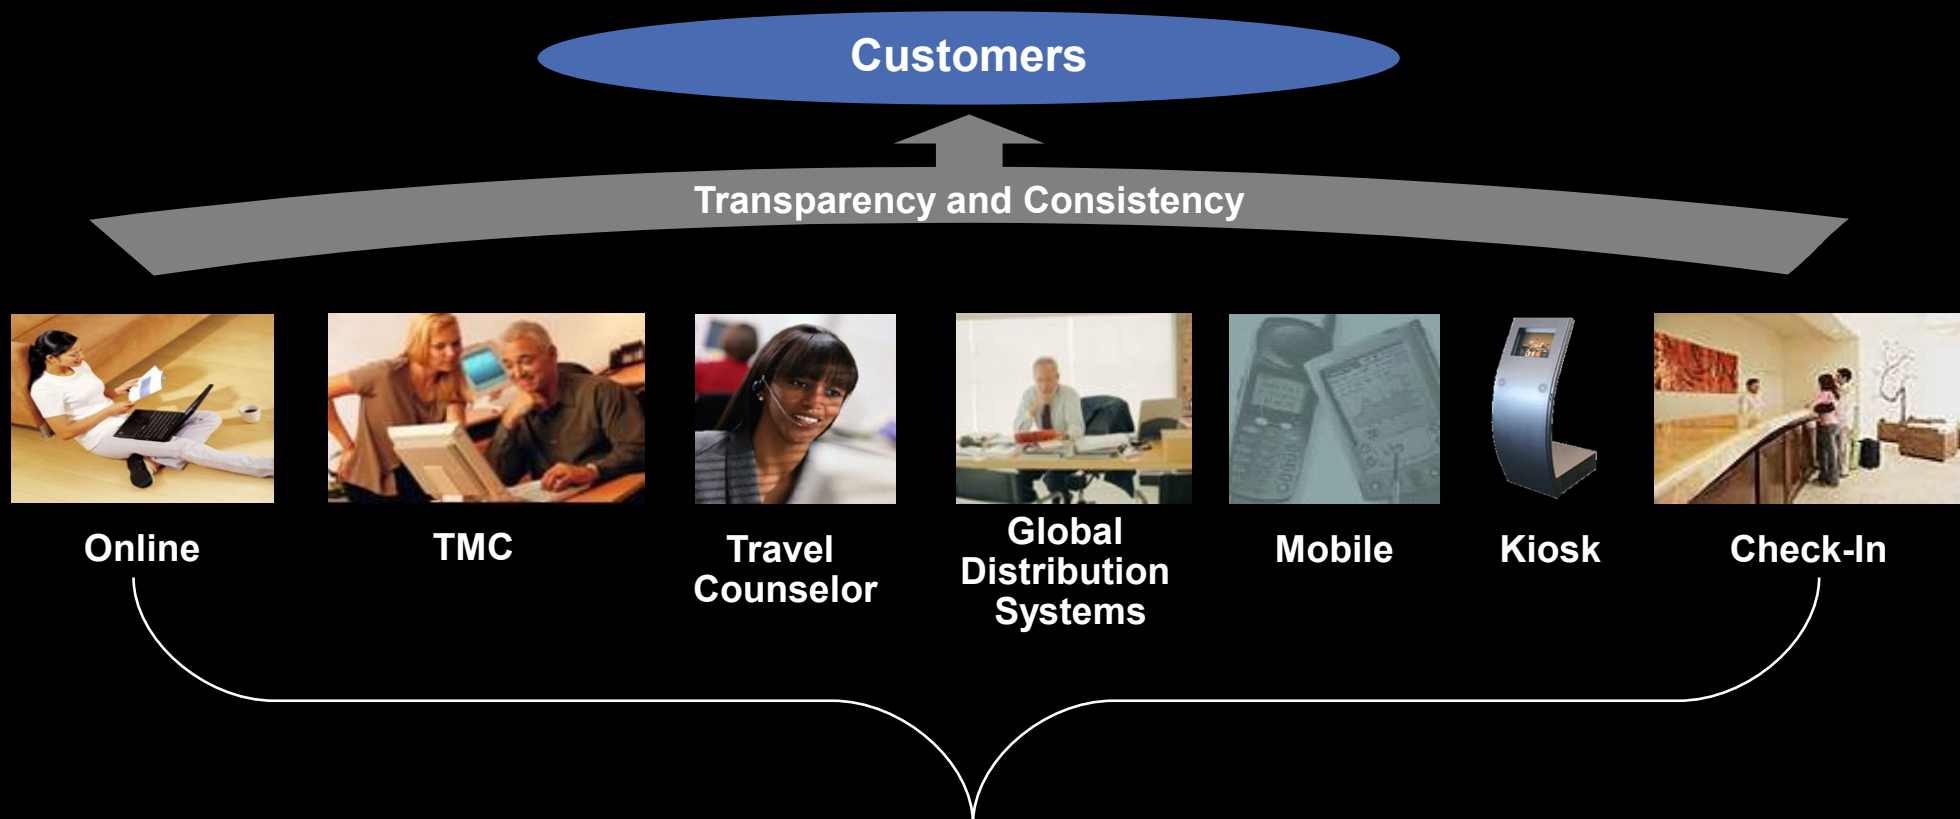 Customers
Transparency and Consistency
Online
TMC
Travel
Counselor
Global
Distribution
Systems
Mobile
Kiosk
Check-In